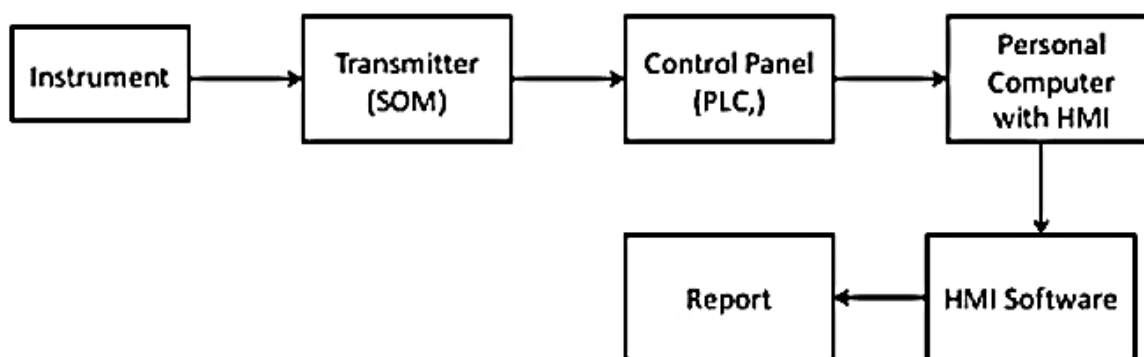 Instrument
Transmitter
(SOM)
Control Panel
(PLC,)
Personal
Computer
with HMI
HMI Software
Report